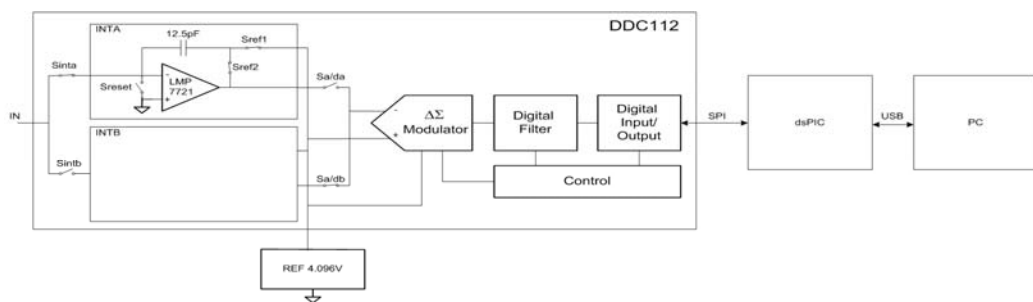 DDC112
INTA
12.5pF
Sref1
Sref2
Sinta
LMP
7721
Sreset
Sa/da
IN
INTB
Sintb
Sa/db
-
+
-
+
ΔΣ
Modulator
Digital
Filter
Digital
Input/
Output
Control
SPI
dsPIC
USB
PC
REF 4.096V